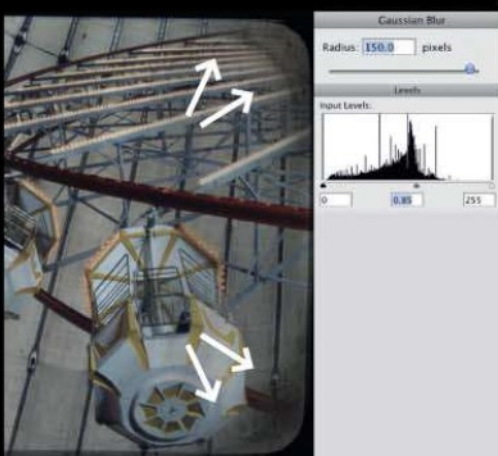 Gaussian Blur
Radius: 150.0 pixels
Levels
Input Levels:
0 0.85 255